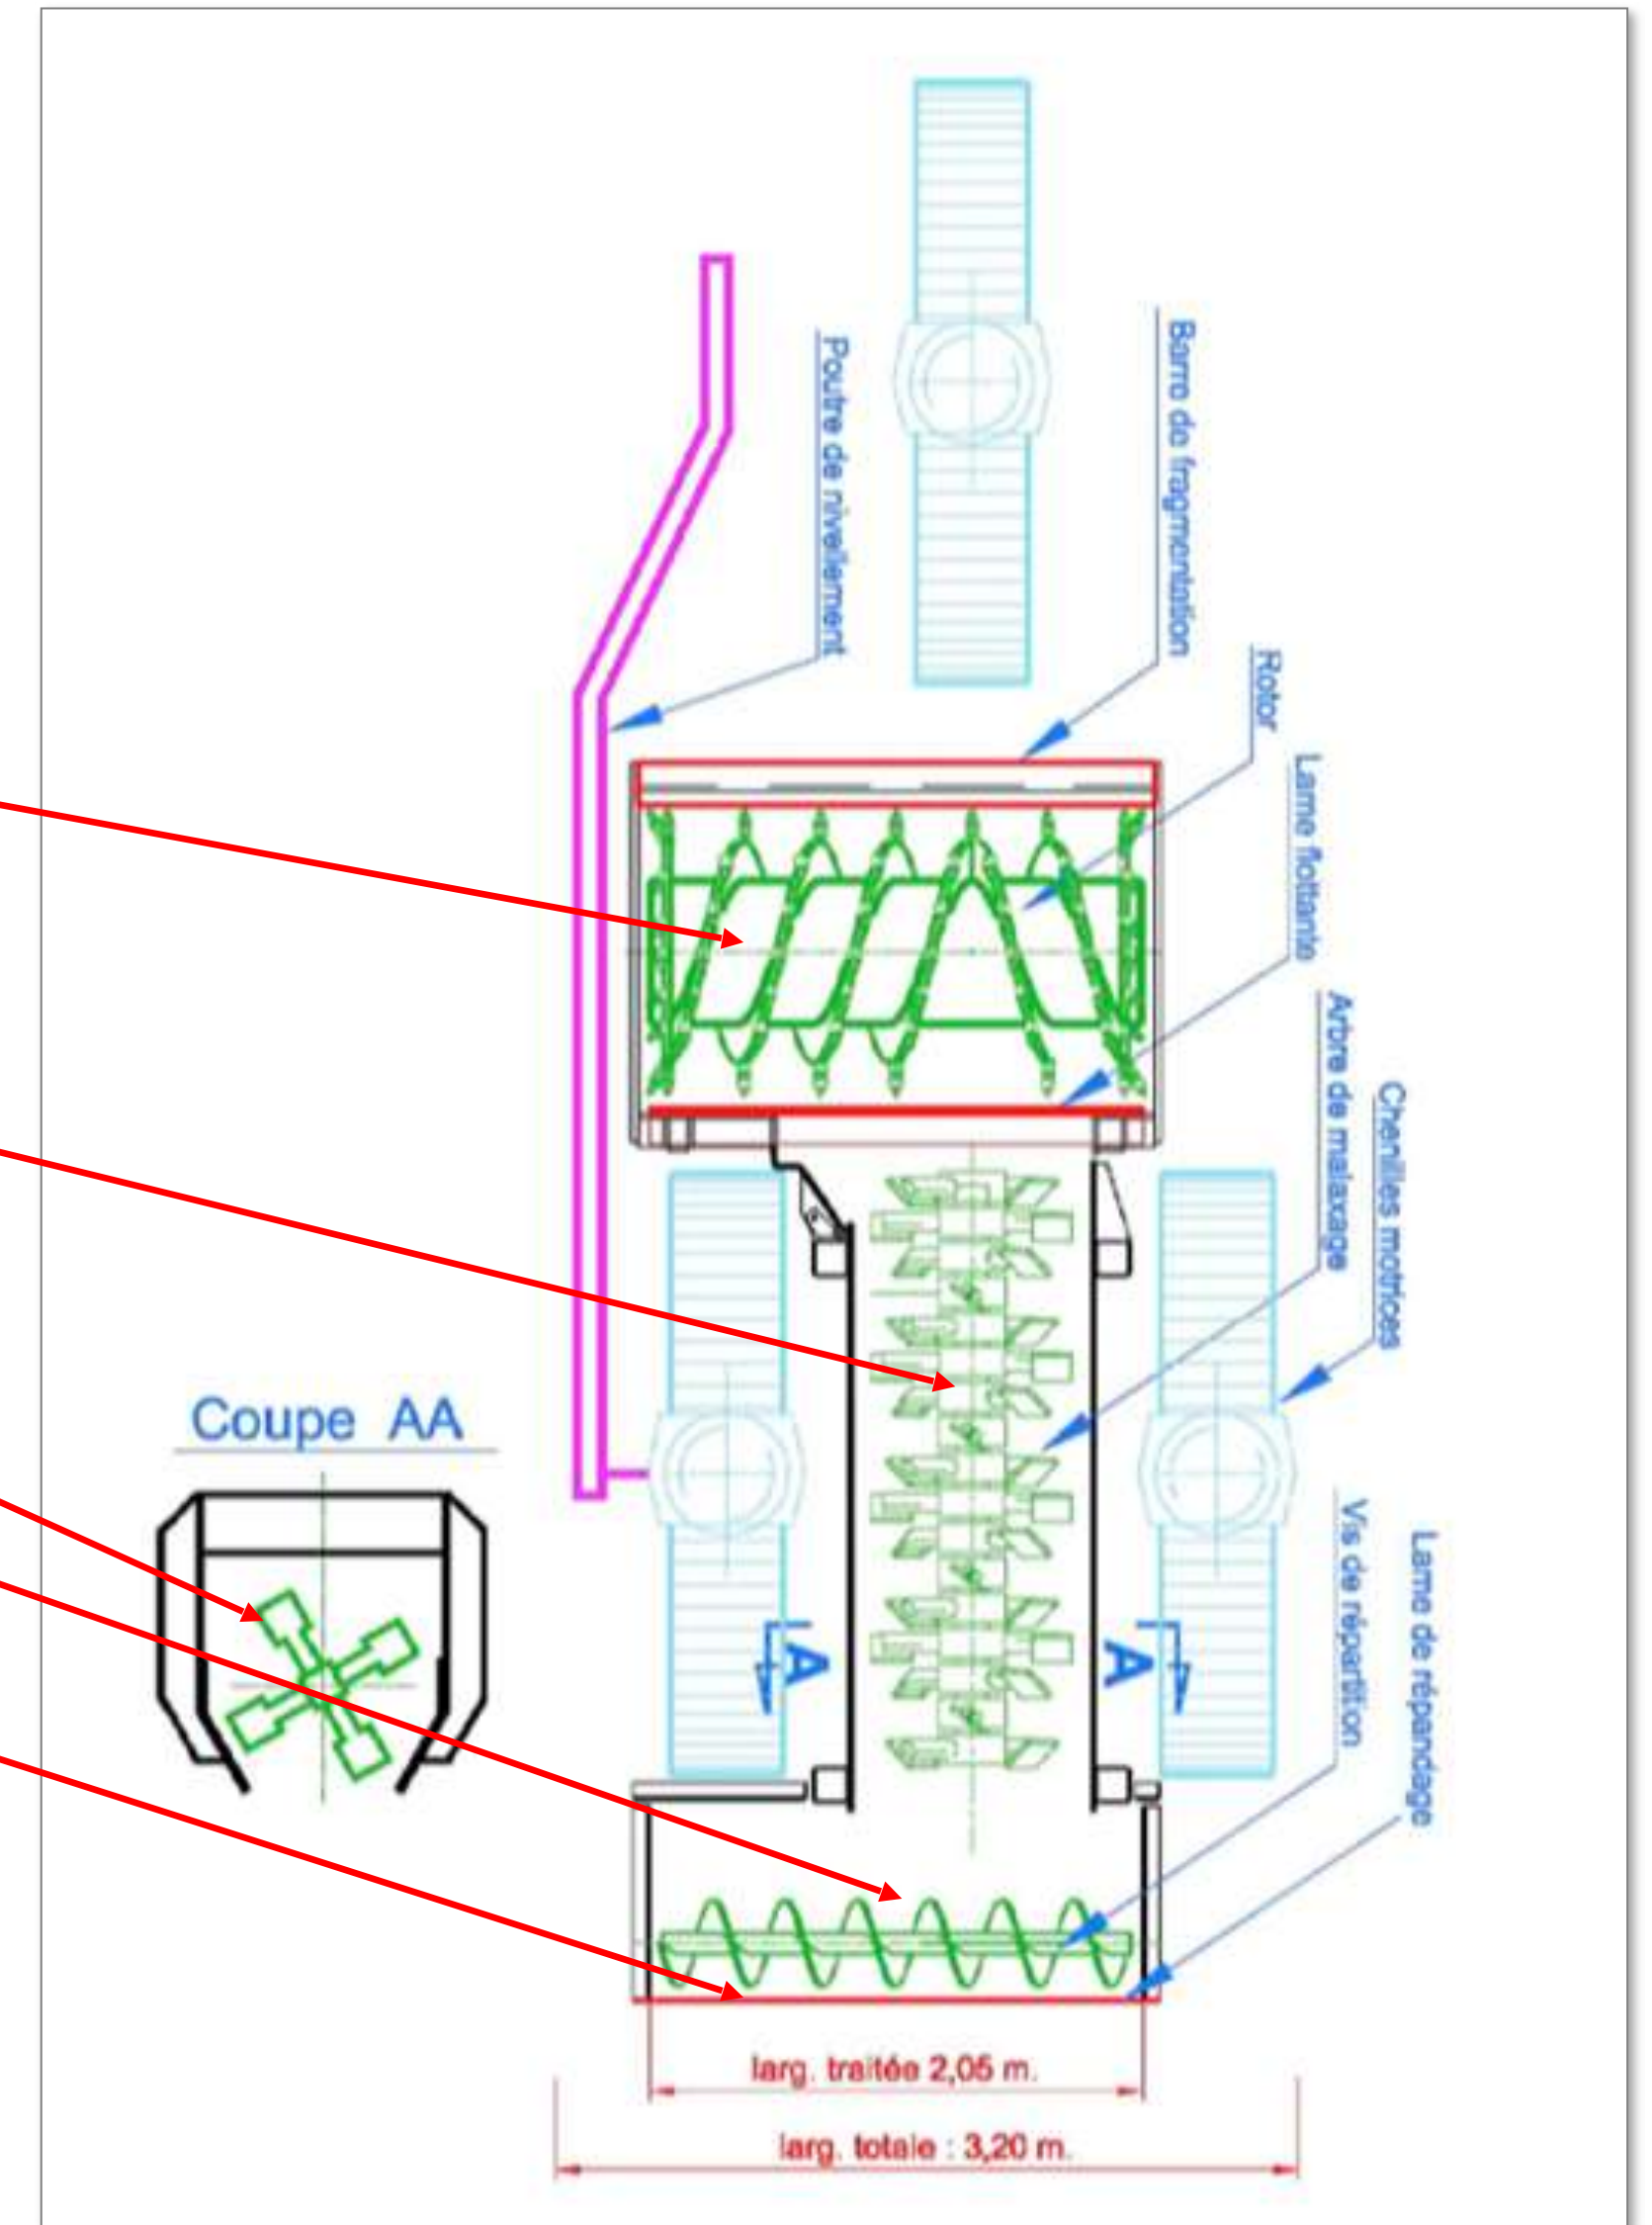 Barre de fragmentation
Poutre de nivellement
Rotor
Lame flottante
Arbre de malaxage
Chenilles motrices
Coupe AA
Vis de répartition
Lame de répandage
A
A
larg. traitée 2,05 m.
larg. totale : 3,20 m.